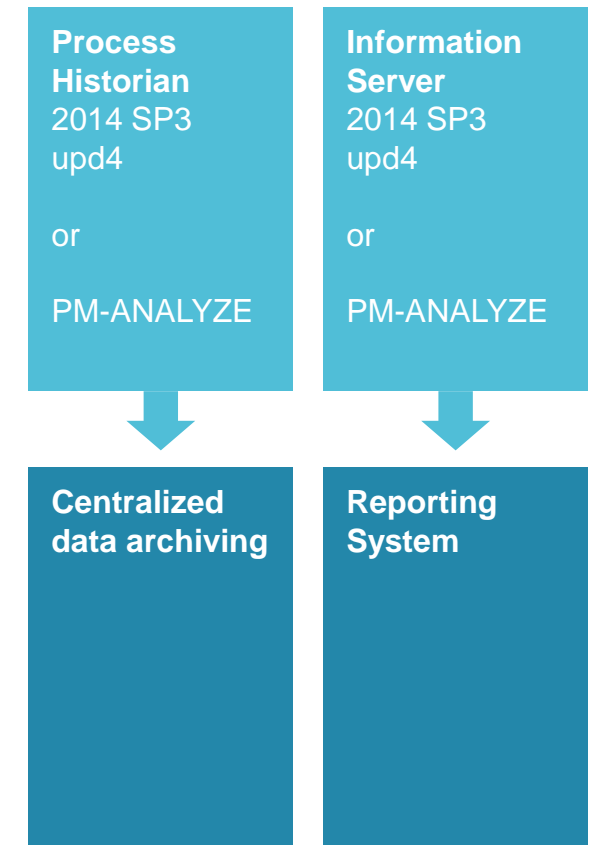 Process
Historian
2014 SP3
upd4
or
PM-ANALYZE
Information
Server
2014 SP3
upd4
or
PM-ANALYZE
Centralized
data archiving
Reporting
System